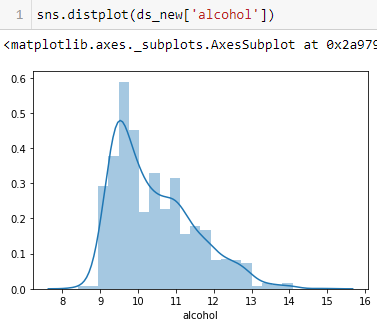 1 sns.distplot(ds_new['alcohol'])
<matplotlib.axes._subplots.AxesSubplot at 0x2a979
0.6
0.5
0.4
0.3
0.2
0.1
0.0
8 9 10 11 12 13 14 15 16
alcohol